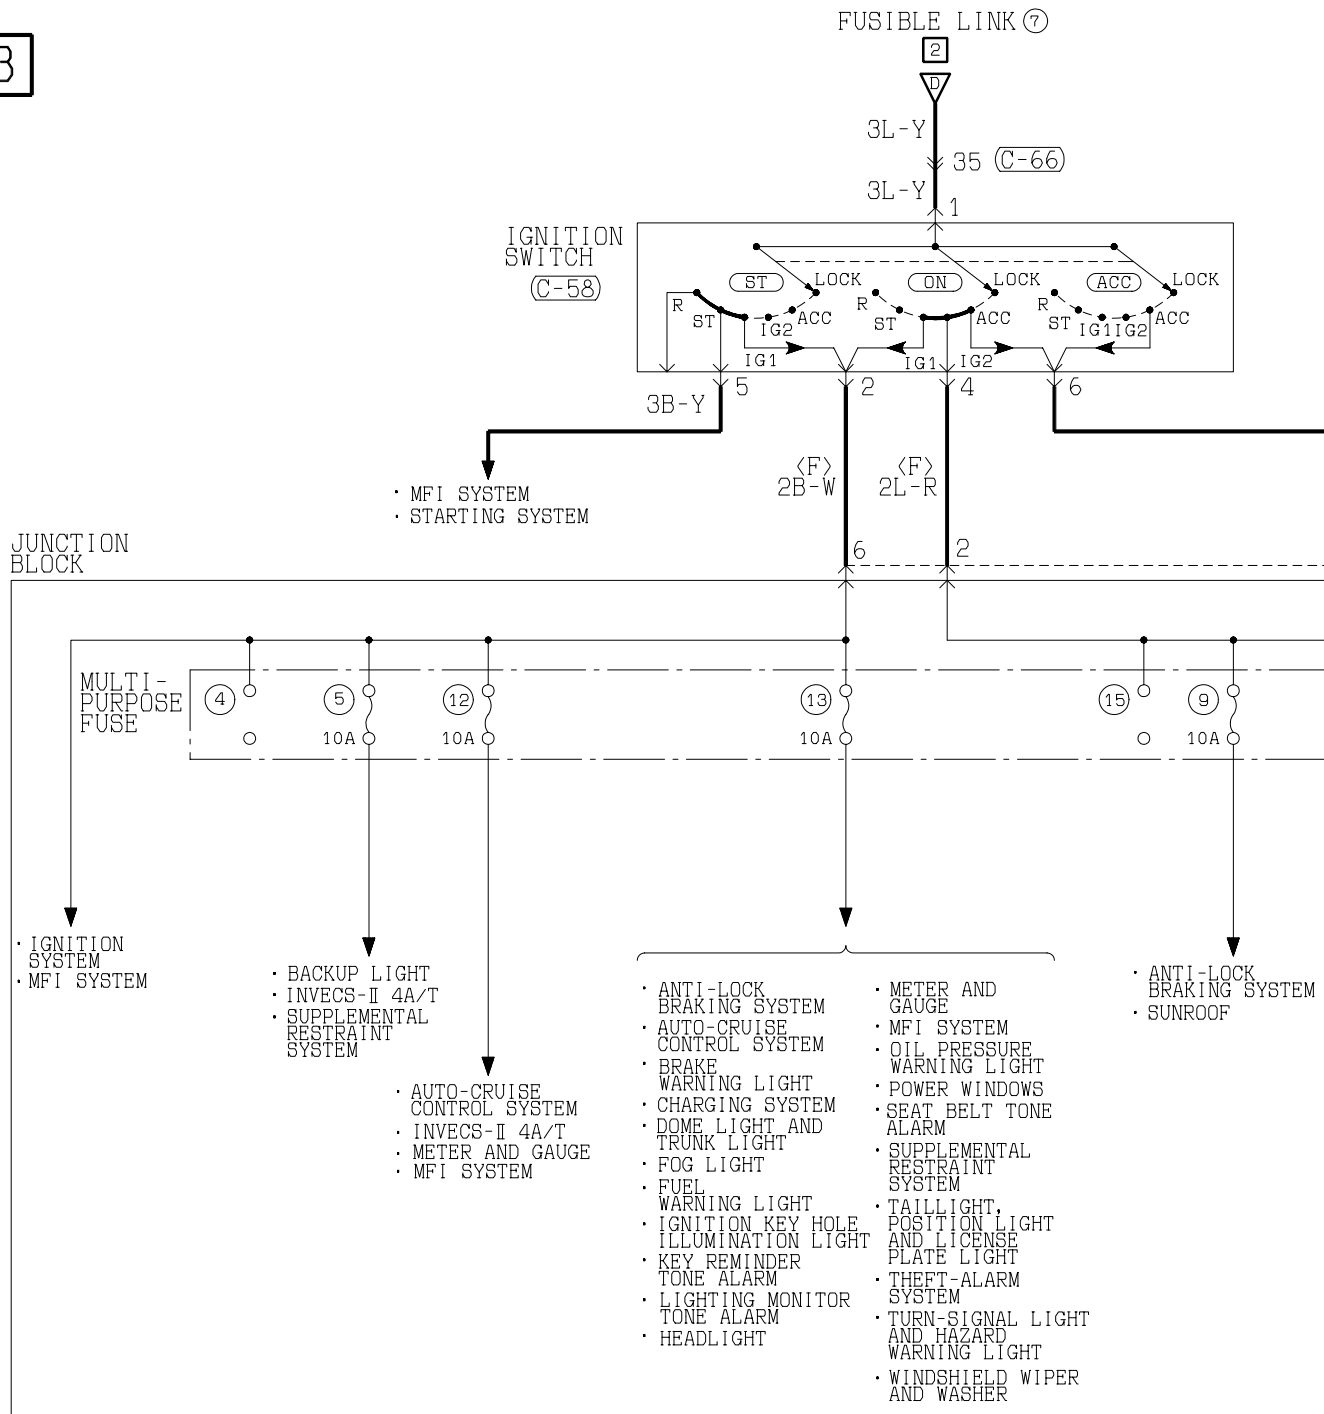 FUSIBLE LINK ⑦
2
B
D
3L-Y
35 (C-66)
3L-Y
1
IGNITION
SWITCH
(C-58)
ST
LOCK
ON
LOCK
ACC
LOCK
R
ST
IG2
ACC
R
ST
ACC
R
ST
IG1
IG2
ACC
IG1
IG1
IG2
5
2
4
6
3B-Y
<F>
2B-W
<F>
2L-R
· MFI SYSTEM
· STARTING SYSTEM
JUNCTION
BLOCK
6
2
MULTI-
PURPOSE
FUSE
④
⑤
⑫
⑬
⑮
⑨
10A
10A
10A
10A
· IGNITION
SYSTEM
· MFI SYSTEM
· BACKUP LIGHT
· INVECS-Ⅱ 4A/T
· SUPPLEMENTAL
RESTRAINT
SYSTEM
· AUTO-CRUISE
CONTROL SYSTEM
· INVECS-Ⅱ 4A/T
· METER AND GAUGE
· MFI SYSTEM
· ANTI-LOCK
BRAKING SYSTEM
· AUTO-CRUISE
CONTROL SYSTEM
· BRAKE
WARNING LIGHT
· CHARGING SYSTEM
· DOME LIGHT AND
TRUNK LIGHT
· FOG LIGHT
· FUEL
WARNING LIGHT
· IGNITION KEY HOLE
ILLUMINATION LIGHT
· KEY REMINDER
TONE ALARM
· LIGHTING MONITOR
TONE ALARM
· HEADLIGHT
· METER AND
GAUGE
· MFI SYSTEM
· OIL PRESSURE
WARNING LIGHT
· POWER WINDOWS
· SEAT BELT TONE
ALARM
· SUPPLEMENTAL
RESTRAINT
SYSTEM
· TAILLIGHT,
POSITION LIGHT
AND LICENSE
PLATE LIGHT
· THEFT-ALARM
SYSTEM
· TURN-SIGNAL LIGHT
AND HAZARD
WARNING LIGHT
· WINDSHIELD WIPER
AND WASHER
· ANTI-LOCK
BRAKING SYSTEM
· SUNROOF